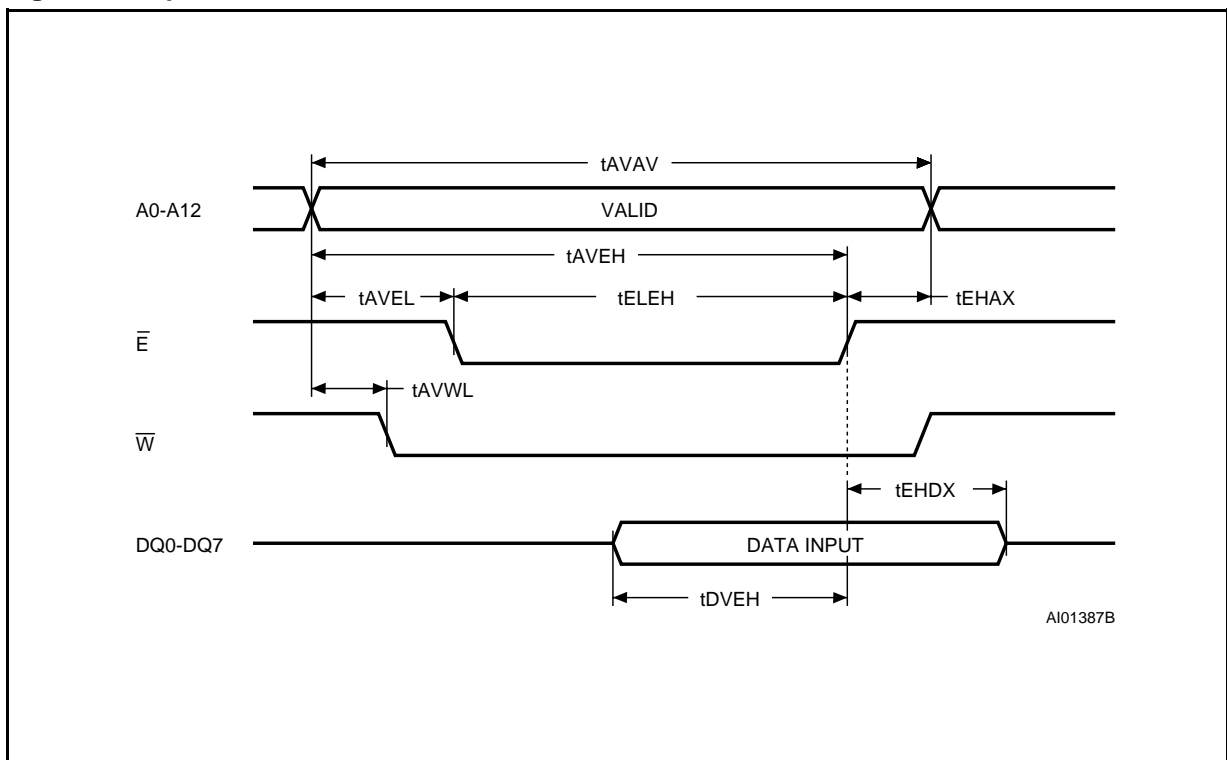 tAVAV
A0-A12 VALID
tAVEH
tAVEL tELEH tEHAX
E̅
tAVWL
W̅
tEHDX
DQ0-DQ7 DATA INPUT
tDVEH
AI01387B